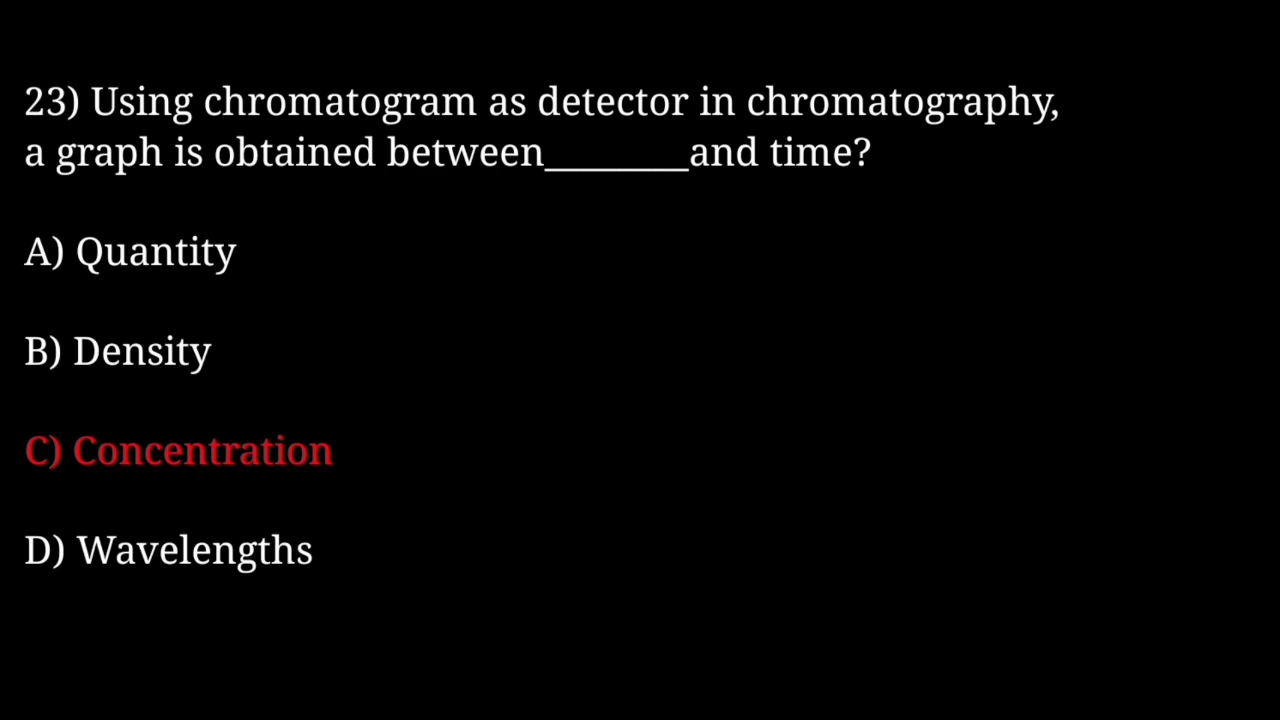 23) Using chromatogram as detector in chromatography,
a graph is obtained between________and time?
A) Quantity
B) Density
C) Concentration
D) Wavelengths